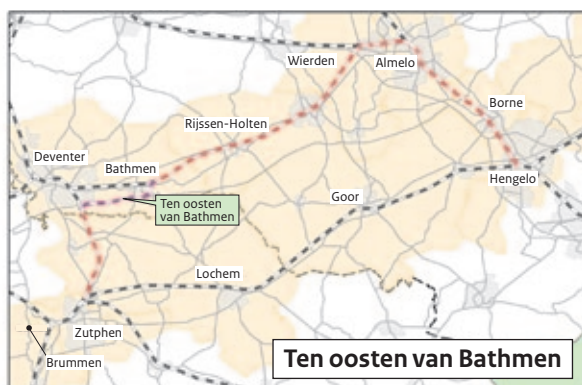 Wierden
Almelo
Borne
Rijssen-Holten
Deventer
Bathmen
Hengelo
Goor
Ten oosten
van Bathmen
Lochem
Zutphen
Brummen
Ten oosten van Bathmen